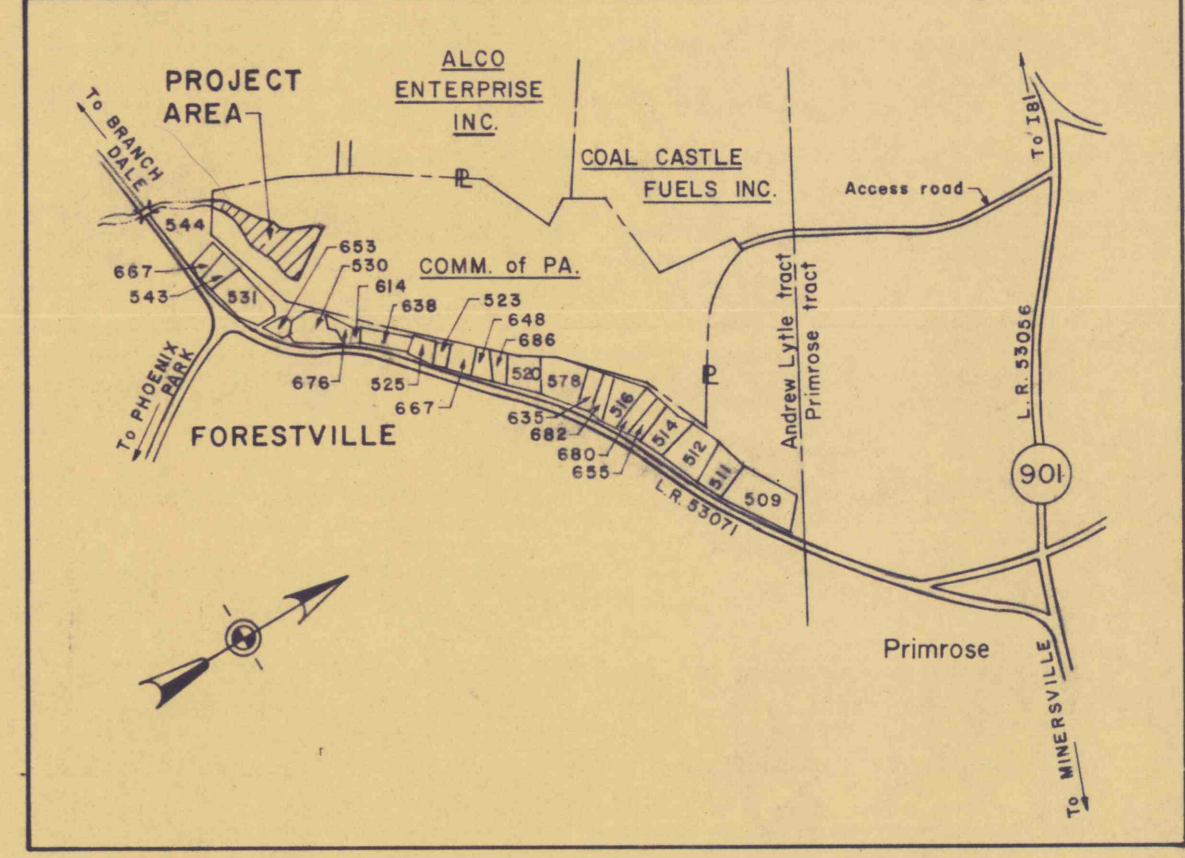 ALCO
ENTERPRISE
INC.
PROJECT
AREA
To BRANCH
DALE
PL
COAL CASTLE
FUELS INC.
To I81
Access road
544
653
530
614
638
COMM. of PA.
523
648
686
667
543
531
676
525
667
520
578
635
682
516
680
655
514
512
511
509
PL
Andrew Lytle tract
Primrose tract
L.R. 53056
901
To PHOENIX
PARK
FORESTVILLE
L.R. 53071
Primrose
To MINERSVILLE